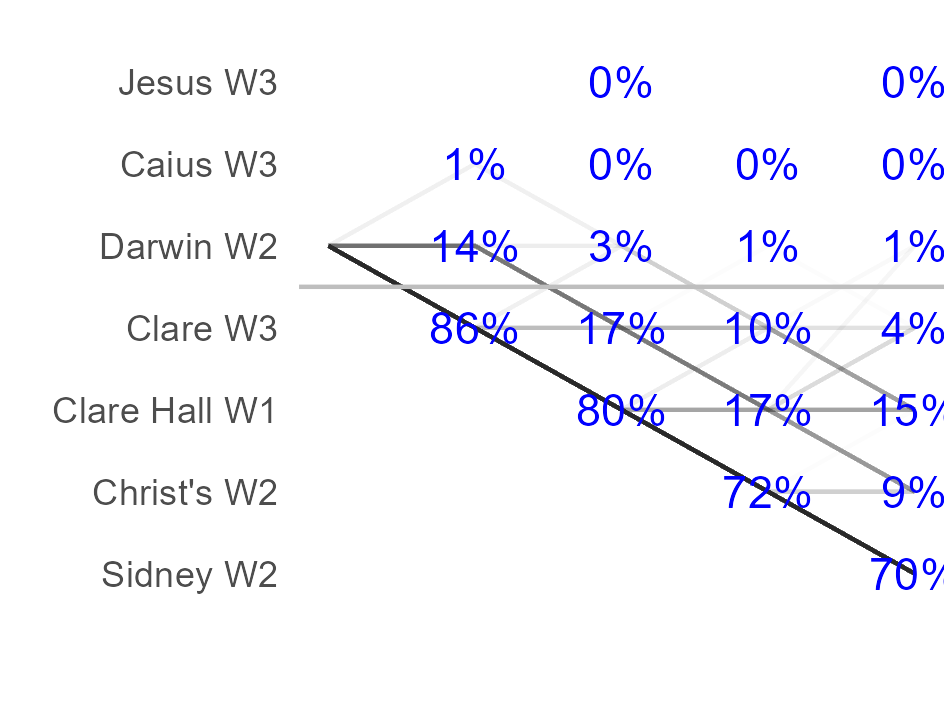 Jesus W3 0% 0%
Caius W3 1% 0% 0% 0%
Darwin W2 14% 3% 1% 1%
Clare W3 86% 17% 10% 4%
Clare Hall W1 80% 17% 15%
Christ's W2 72% 9%
Sidney W2 70%